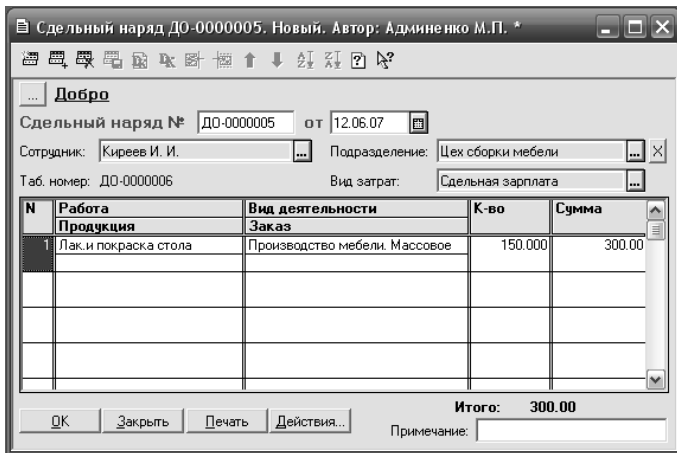 Сдельный наряд ДО-0000005. Новый. Автор: Админенко М.П. *
... Добро
Сдельный наряд № ДО-0000005 от 12.06.07
Сотрудник: Киреев И. И. ... Подразделение: Цех сборки мебели ... X
Таб. номер: ДО-0000006 Вид затрат: Сдельная зарплата ...
N Работа Вид деятельности К-во Сумма
Продукция Заказ
1 Лак.и покраска стола Производство мебели. Массовое 150.000 300.00
Итого: 300.00
OK Закрыть Печать Действия... Примечание: